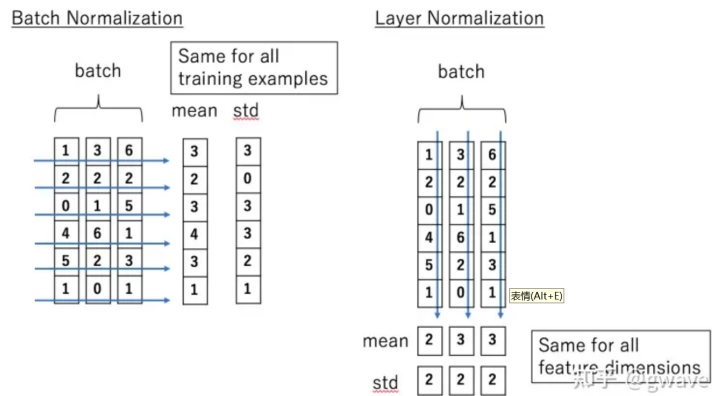 Batch Normalization
Same for all
training examples
batch
mean std
1 3 6 3 3
2 2 2 2 0
0 1 5 3 3
4 6 1 4 3
5 2 3 3 2
1 0 1 1 1
Layer Normalization
batch
1 3 6
2 2 2
0 1 5
4 6 1
5 2 3
1 0 1
表情(Alt+E)
mean 2 3 3
std 2 2 2
Same for all
feature dimensions
知乎 @gwave